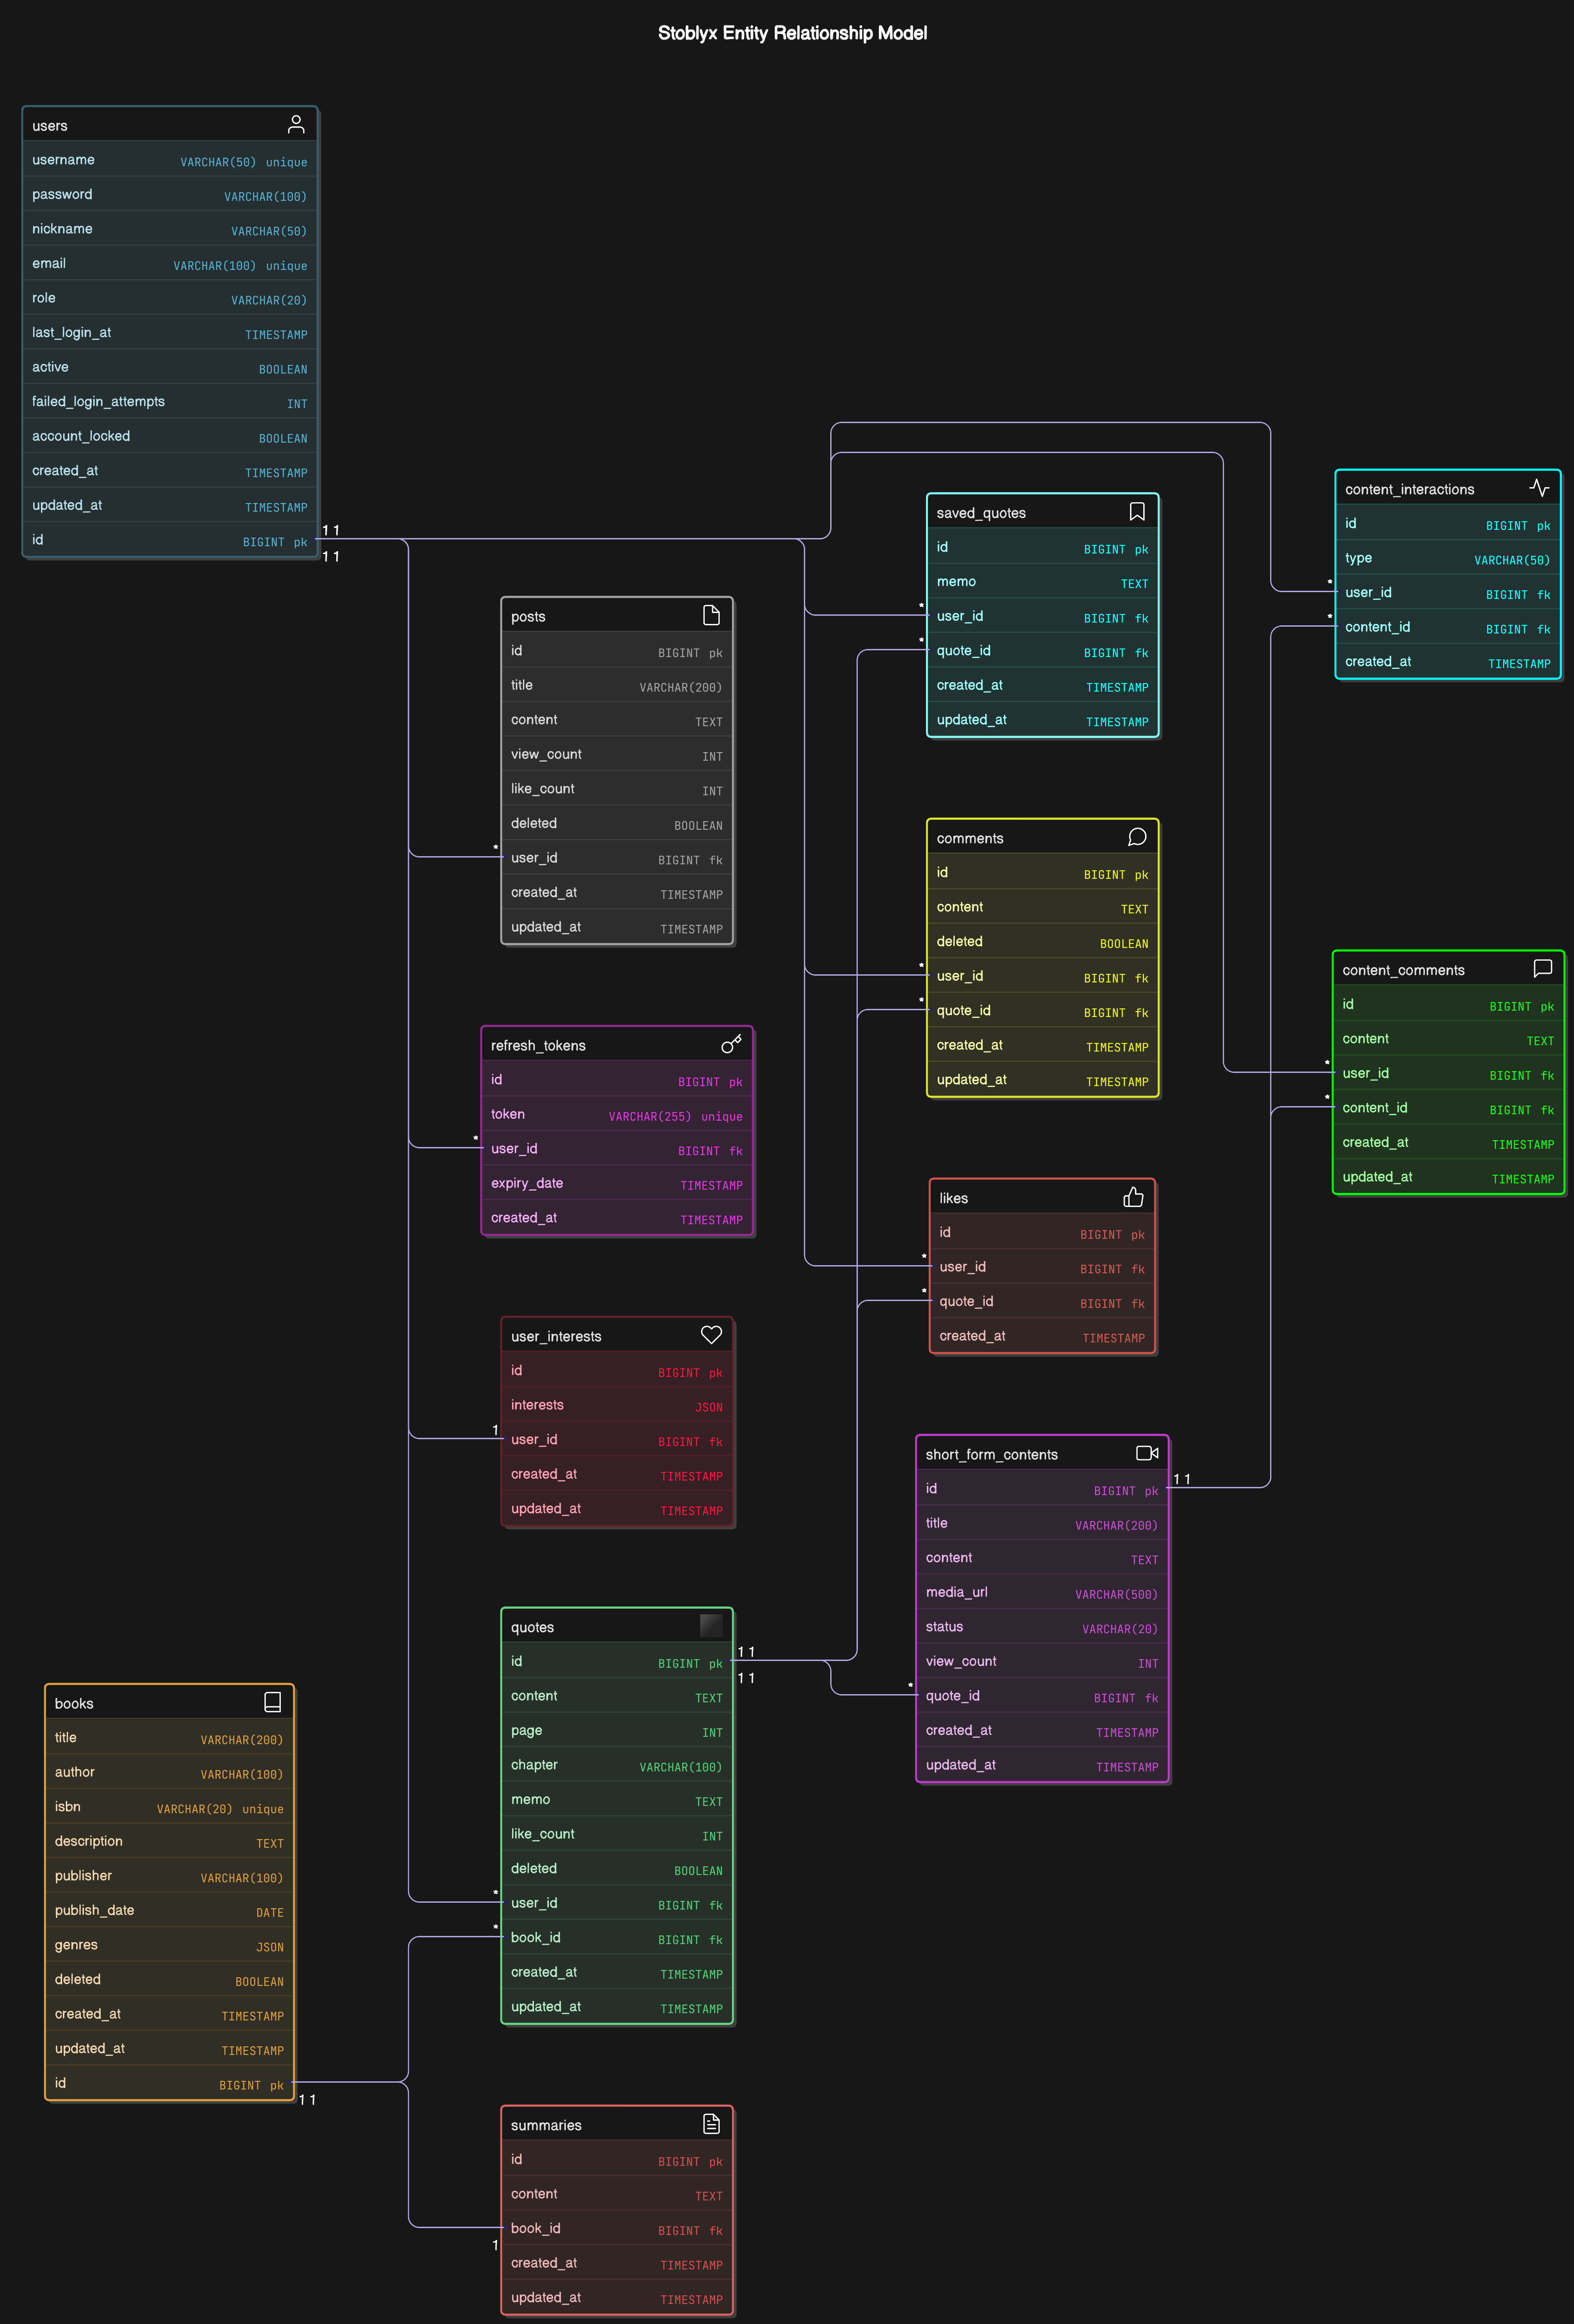 Stoblyx Entity Relationship Model
users
username VARCHAR(50) unique
password VARCHAR(100)
nickname VARCHAR(50)
email VARCHAR(100) unique
role VARCHAR(20)
last_login_at TIMESTAMP
active BOOLEAN
failed_login_attempts INT
account_locked BOOLEAN
created_at TIMESTAMP
updated_at TIMESTAMP
id BIGINT pk
1 1
1 1
posts
id BIGINT pk
title VARCHAR(200)
content TEXT
view_count INT
like_count INT
deleted BOOLEAN
* user_id BIGINT fk
created_at TIMESTAMP
updated_at TIMESTAMP
refresh_tokens
id BIGINT pk
token VARCHAR(255) unique
* user_id BIGINT fk
expiry_date TIMESTAMP
created_at TIMESTAMP
user_interests
id BIGINT pk
interests JSON
1 user_id BIGINT fk
created_at TIMESTAMP
updated_at TIMESTAMP
quotes
id BIGINT pk
1 1
1 1
content TEXT
page INT
chapter VARCHAR(100)
memo TEXT
like_count INT
deleted BOOLEAN
* user_id BIGINT fk
* book_id BIGINT fk
created_at TIMESTAMP
updated_at TIMESTAMP
books
title VARCHAR(200)
author VARCHAR(100)
isbn VARCHAR(20) unique
description TEXT
publisher VARCHAR(100)
publish_date DATE
genres JSON
deleted BOOLEAN
created_at TIMESTAMP
updated_at TIMESTAMP
id BIGINT pk
1 1
summaries
id BIGINT pk
content TEXT
book_id BIGINT fk
1
created_at TIMESTAMP
updated_at TIMESTAMP
saved_quotes
id BIGINT pk
memo TEXT
* user_id BIGINT fk
* quote_id BIGINT fk
created_at TIMESTAMP
updated_at TIMESTAMP
comments
id BIGINT pk
content TEXT
deleted BOOLEAN
* user_id BIGINT fk
* quote_id BIGINT fk
created_at TIMESTAMP
updated_at TIMESTAMP
likes
id BIGINT pk
* user_id BIGINT fk
* quote_id BIGINT fk
created_at TIMESTAMP
short_form_contents
id BIGINT pk
1 1
title VARCHAR(200)
content TEXT
media_url VARCHAR(500)
status VARCHAR(20)
view_count INT
* quote_id BIGINT fk
created_at TIMESTAMP
updated_at TIMESTAMP
content_interactions
id BIGINT pk
type VARCHAR(50)
* user_id BIGINT fk
* content_id BIGINT fk
created_at TIMESTAMP
content_comments
id BIGINT pk
content TEXT
* user_id BIGINT fk
* content_id BIGINT fk
created_at TIMESTAMP
updated_at TIMESTAMP